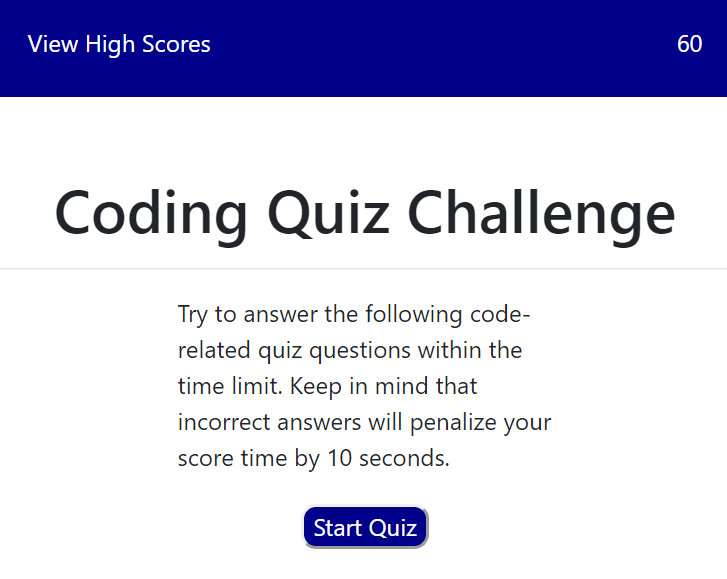 View High Scores
60
Coding Quiz Challenge
Try to answer the following code-
related quiz questions within the
time limit. Keep in mind that
incorrect answers will penalize your
score time by 10 seconds.
Start Quiz